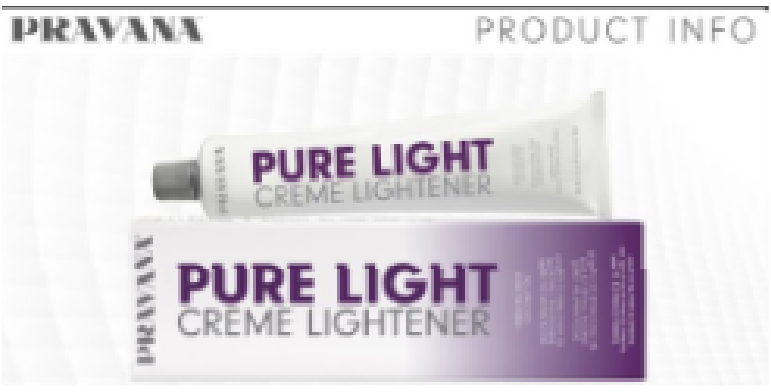 PRAVANA
PRODUCT INFO
PRAVANA
PURE LIGHT
CREME LIGHTENER
PRAVANA
PURE LIGHT
CREME LIGHTENER